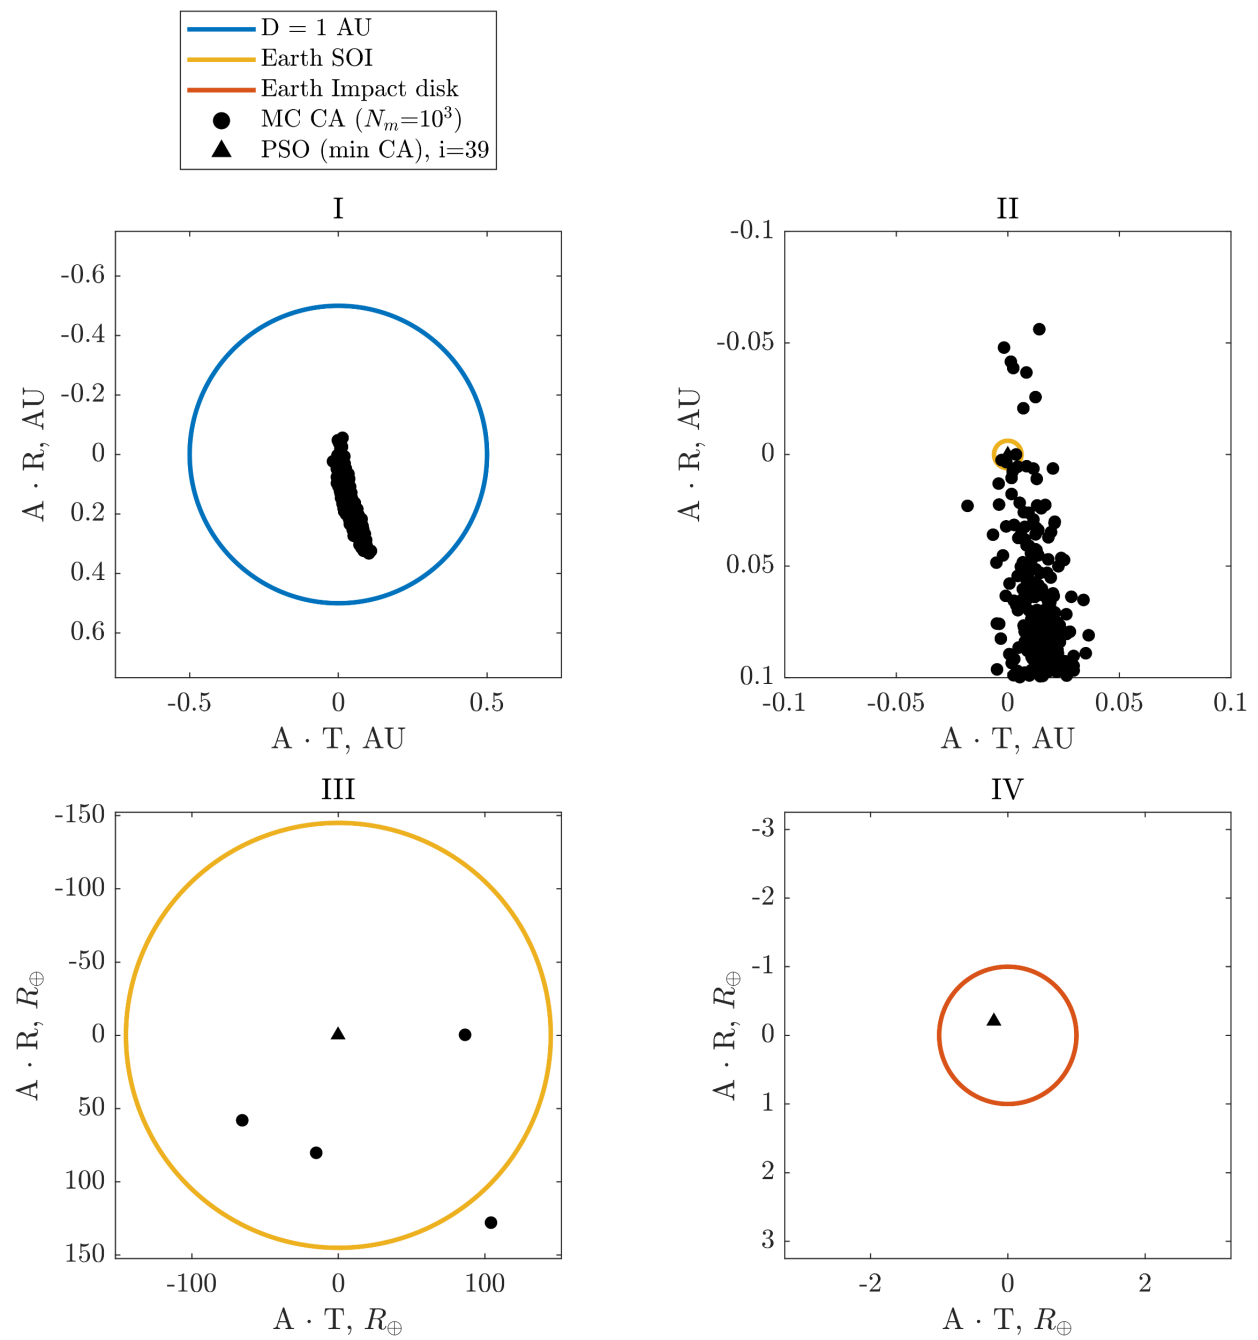 D = 1 AU
Earth SOI
Earth Impact disk
MC CA (Nₘ=10³)
PSO (min CA), i=39
I
-0.6
-0.4
-0.2
0
0.2
0.4
0.6
A · R, AU
-0.5 0 0.5
A · T, AU
II
-0.1
-0.05
0
0.05
0.1
A · R, AU
-0.1 -0.05 0 0.05 0.1
A · T, AU
III
-150
-100
-50
0
50
100
150
A · R, R⊕
-100 0 100
A · T, R⊕
IV
-3
-2
-1
0
1
2
3
A · R, R⊕
-2 0 2
A · T, R⊕